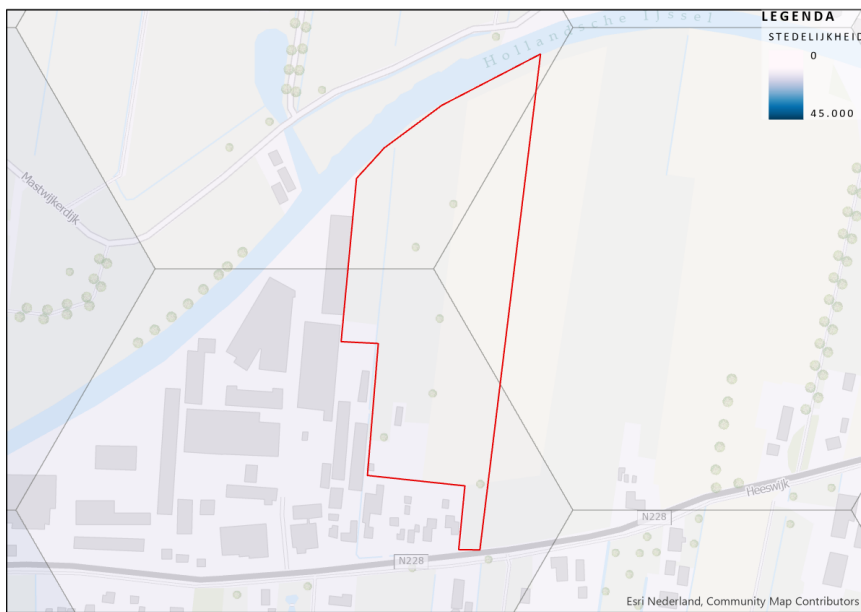 LEGENDA
STEDELIJKHEID
0
45.000
Hollandsche IJssel
Mastwijkerdijk
Heeswijk
N228
N228
Esri Nederland, Community Map Contributors